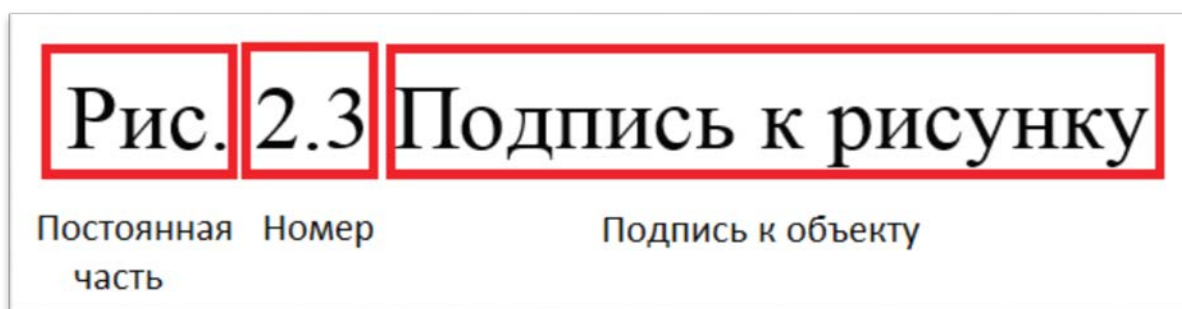 Рис. 2.3 Подпись к рисунку
Постоянная часть
Номер
Подпись к объекту